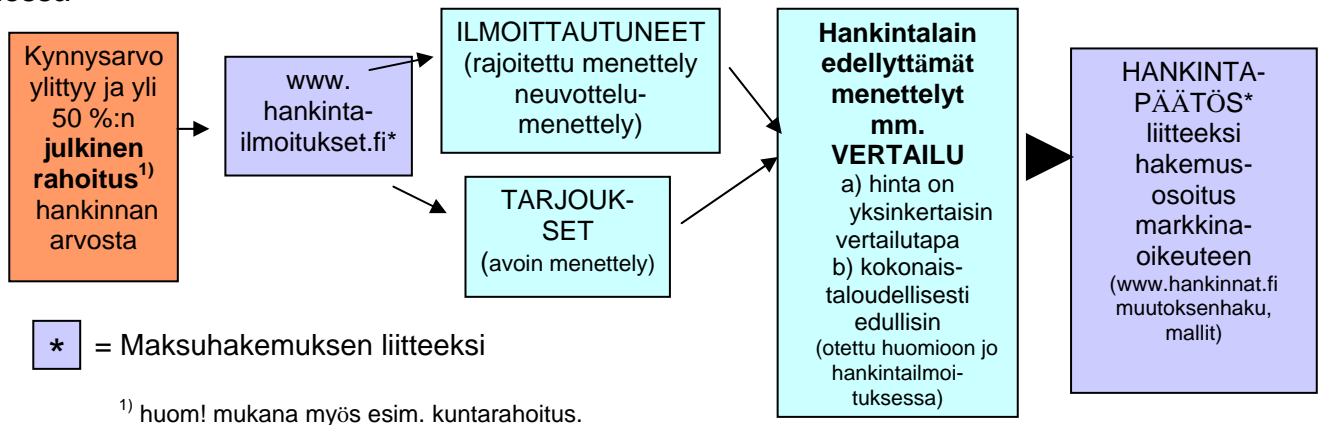 Kynnysarvo
ylittyy ja yli
50 %:n
julkinen
rahoitus1)
hankinnan
arvosta
www.
hankinta-
ilmoitukset.fi*
ILMOITTAUTUNEET
(rajoitettu menettely
neuvottelu-
menettely)
TARJOUK-
SET
(avoin menettely)
Hankintalain
edellyttämät
menettelyt
mm.
VERTAILU
a) hinta on
yksinkertaisin
vertailutapa
b) kokonais-
taloudellisesti
edullisin
(otettu huomioon jo
hankintailmoi-
tuksessa)
HANKINTA-
PÄÄTÖS*
liitteeksi
hakemus-
osoitus
markkina-
oikeuteen
(www.hankinnat.fi
muutoksenhaku,
mallit)
* = Maksuhakemuksen liitteeksi
1) huom! mukana myös esim. kuntarahoitus.